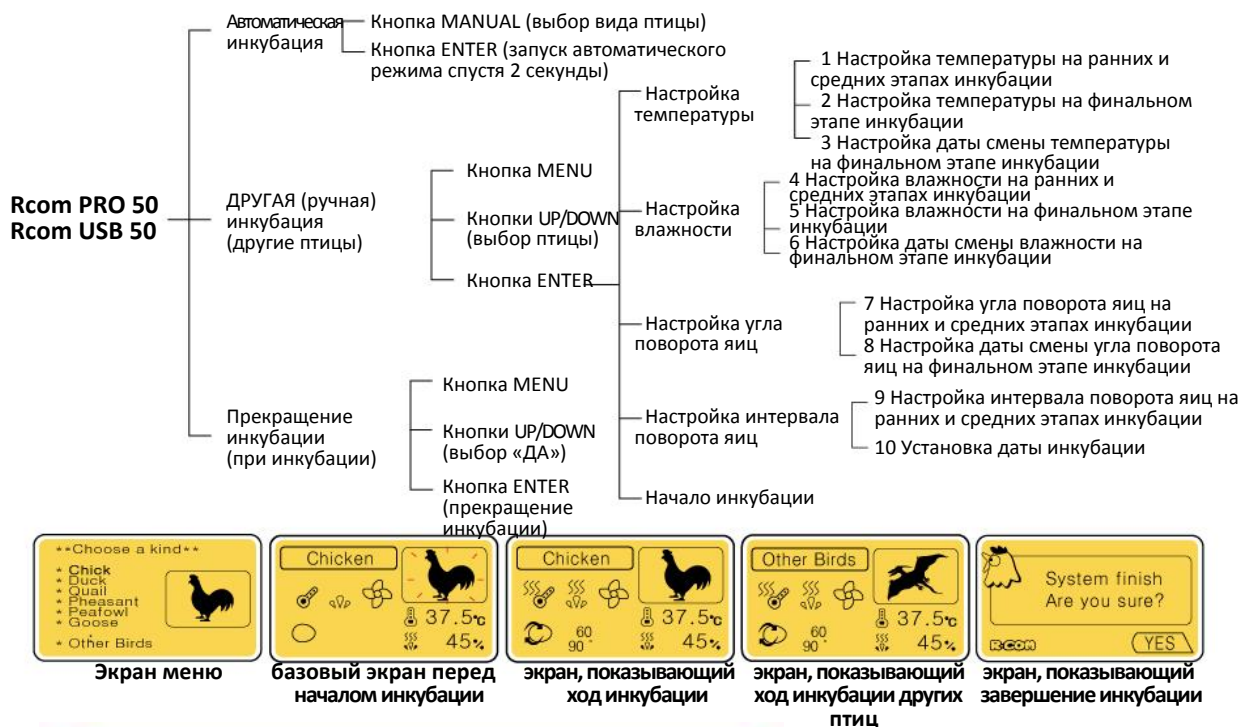 Автоматическая
инкубация
Кнопка MANUAL (выбор вида птицы)
Кнопка ENTER (запуск автоматического
режима спустя 2 секунды)
Rcom PRO 50
Rcom USB 50
ДРУГАЯ (ручная)
инкубация
(другие птицы)
Кнопка MENU
Кнопки UP/DOWN
(выбор птицы)
Кнопка ENTER
Настройка
температуры
1 Настройка температуры на ранних и
средних этапах инкубации
2 Настройка температуры на финальном
этапе инкубации
3 Настройка даты смены температуры
на финальном этапе инкубации
Настройка
влажности
4 Настройка влажности на ранних и
средних этапах инкубации
5 Настройка влажности на финальном этапе
инкубации
6 Настройка даты смены влажности на
финальном этапе инкубации
Настройка угла
поворота яиц
7 Настройка угла поворота яиц на
ранних и средних этапах инкубации
8 Настройка даты смены угла поворота
яиц на финальном этапе инкубации
Настройка интервала
поворота яиц
9 Настройка интервала поворота яиц на
ранних и средних этапах инкубации
10 Установка даты инкубации
Начало инкубации
Прекращение
инкубации
(при инкубации)
Кнопка MENU
Кнопки UP/DOWN
(выбор «ДА»)
Кнопка ENTER
(прекращение
инкубации)
**Choose a kind**
* Chick
* Duck
* Quail
* Pheasant
* Peafowl
* Goose
* Other Birds
Экран меню
Chicken
37.5°c
45%
базовый экран перед
началом инкубации
Chicken
60
90°
37.5°c
45%
экран, показывающий
ход инкубации
Other Birds
60
90°
37.5°c
45%
экран, показывающий
ход инкубации других
птиц
System finish
Are you sure?
R-COM
YES
экран, показывающий
завершение инкубации